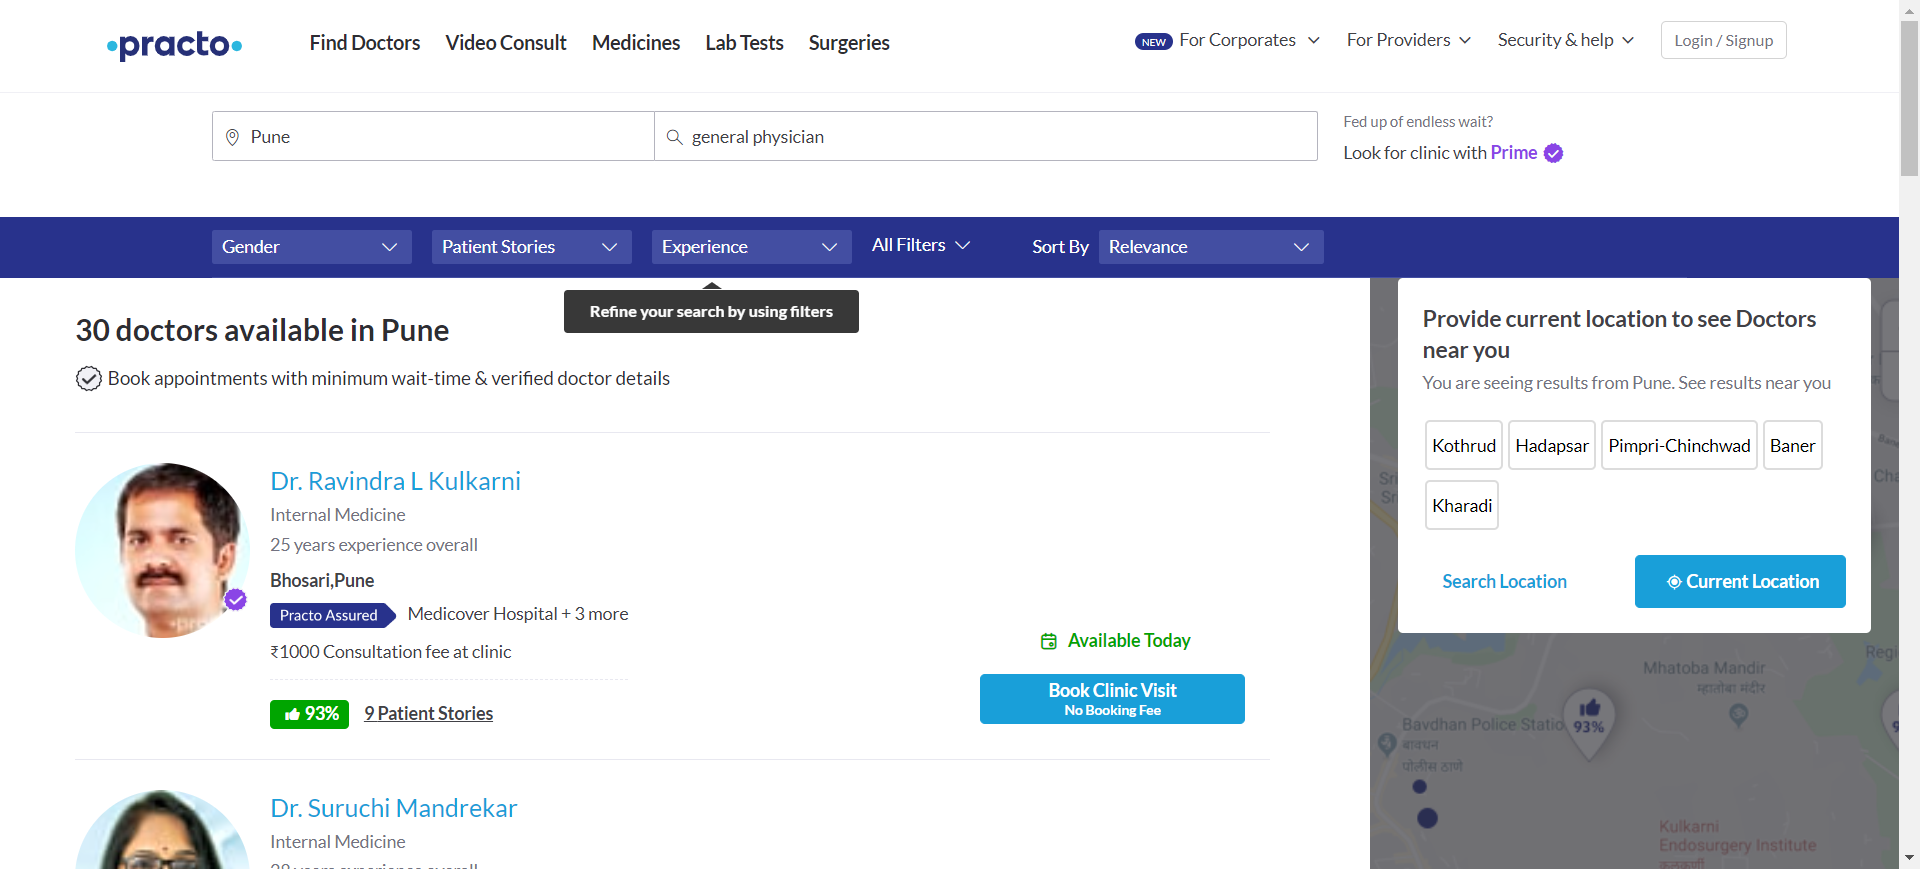 practo
Find Doctors
Video Consult
Medicines
Lab Tests
Surgeries
NEW For Corporates
For Providers
Security & help
Login / Signup
Pune
general physician
Fed up of endless wait?
Look for clinic with Prime
Gender
Patient Stories
Experience
All Filters
Sort By
Relevance
Refine your search by using filters
30 doctors available in Pune
Book appointments with minimum wait-time & verified doctor details
Dr. Ravindra L Kulkarni
Internal Medicine
25 years experience overall
Bhosari,Pune
Practo Assured Medicover Hospital + 3 more
₹1000 Consultation fee at clinic
93% 9 Patient Stories
Available Today
Book Clinic Visit
No Booking Fee
Dr. Suruchi Mandrekar
Internal Medicine
Provide current location to see Doctors
near you
You are seeing results from Pune. See results near you
Kothrud
Hadapsar
Pimpri-Chinchwad
Baner
Kharadi
Search Location
Current Location
Mhatoba Mandir
म्हातोबा मंदीर
93%
Bavdhan Police Statio
बावधन
पोलीस ठाणे
Kulkarni
Endosurgery Institute